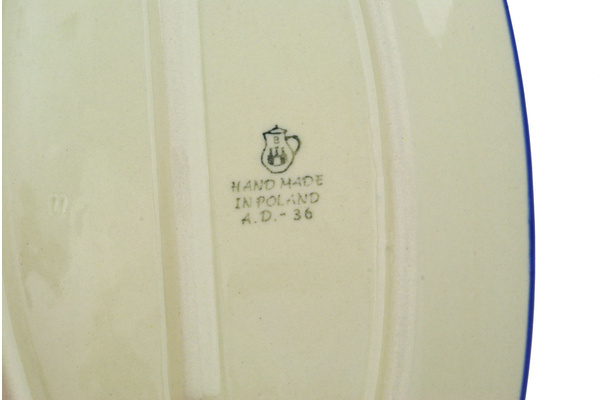 B
HAND MADE
IN POLAND
A.D.-36